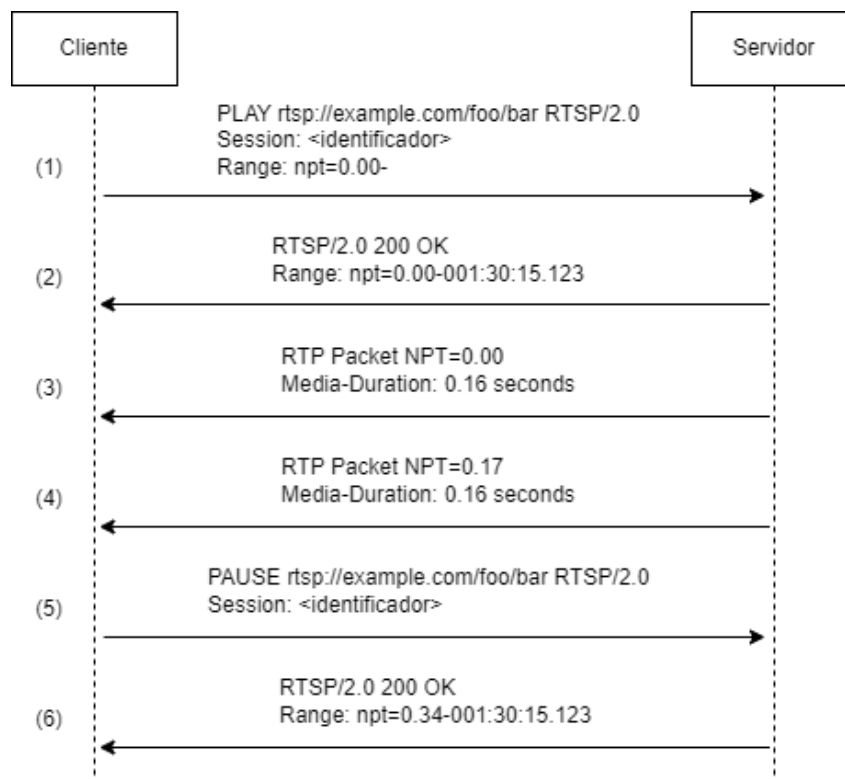 Cliente
Servidor
PLAY rtsp://example.com/foo/bar RTSP/2.0
Session: <identificador>
(1)
Range: npt=0.00-
RTSP/2.0 200 OK
(2)
Range: npt=0.00-001:30:15.123
RTP Packet NPT=0.00
(3)
Media-Duration: 0.16 seconds
RTP Packet NPT=0.17
(4)
Media-Duration: 0.16 seconds
PAUSE rtsp://example.com/foo/bar RTSP/2.0
(5)
Session: <identificador>
RTSP/2.0 200 OK
(6)
Range: npt=0.34-001:30:15.123